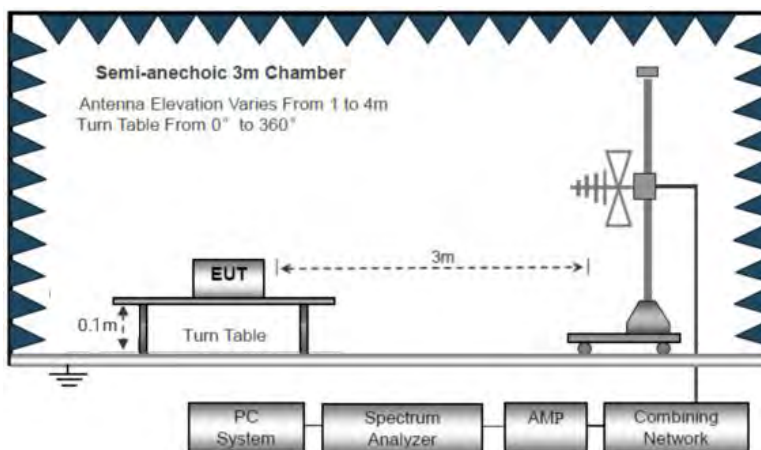 Semi-anechoic 3m Chamber
Antenna Elevation Varies From 1 to 4m
Turn Table From 0° to 360°
3m
EUT
0.1m
Turn Table
PC
System
Spectrum
Analyzer
AMP
Combining
Network